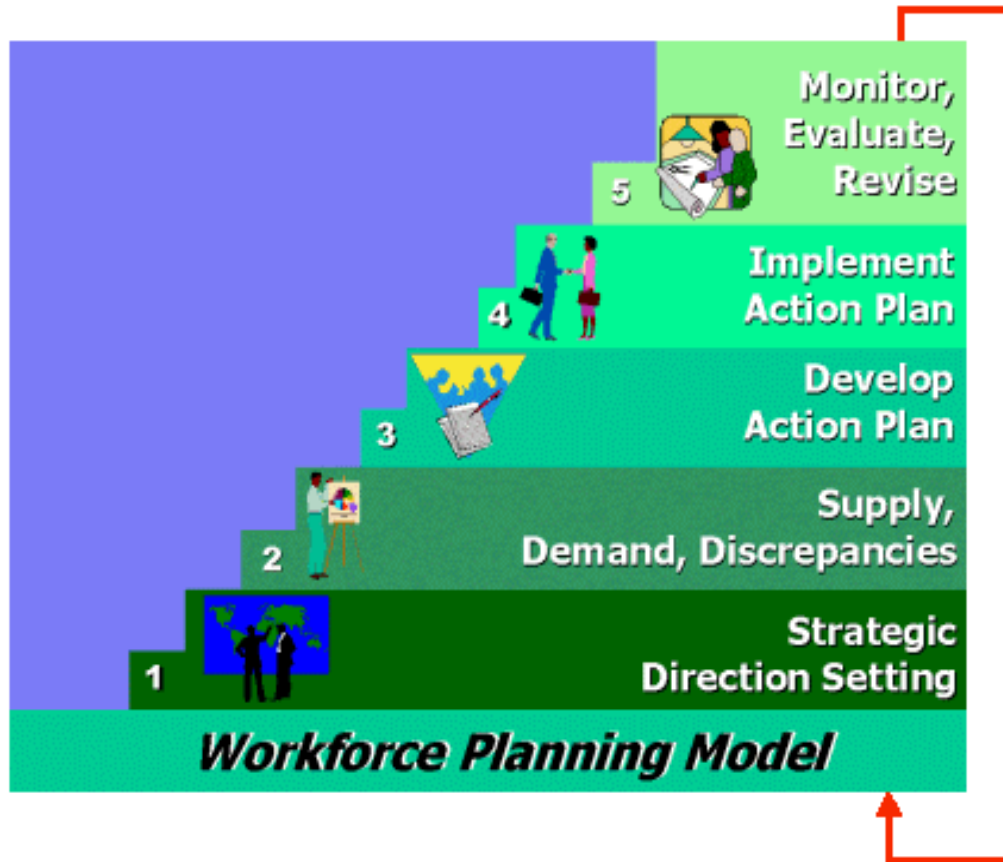 Monitor,
Evaluate,
Revise
5
Implement
Action Plan
4
Develop
Action Plan
3
Supply,
Demand, Discrepancies
2
Strategic
Direction Setting
1
Workforce Planning Model